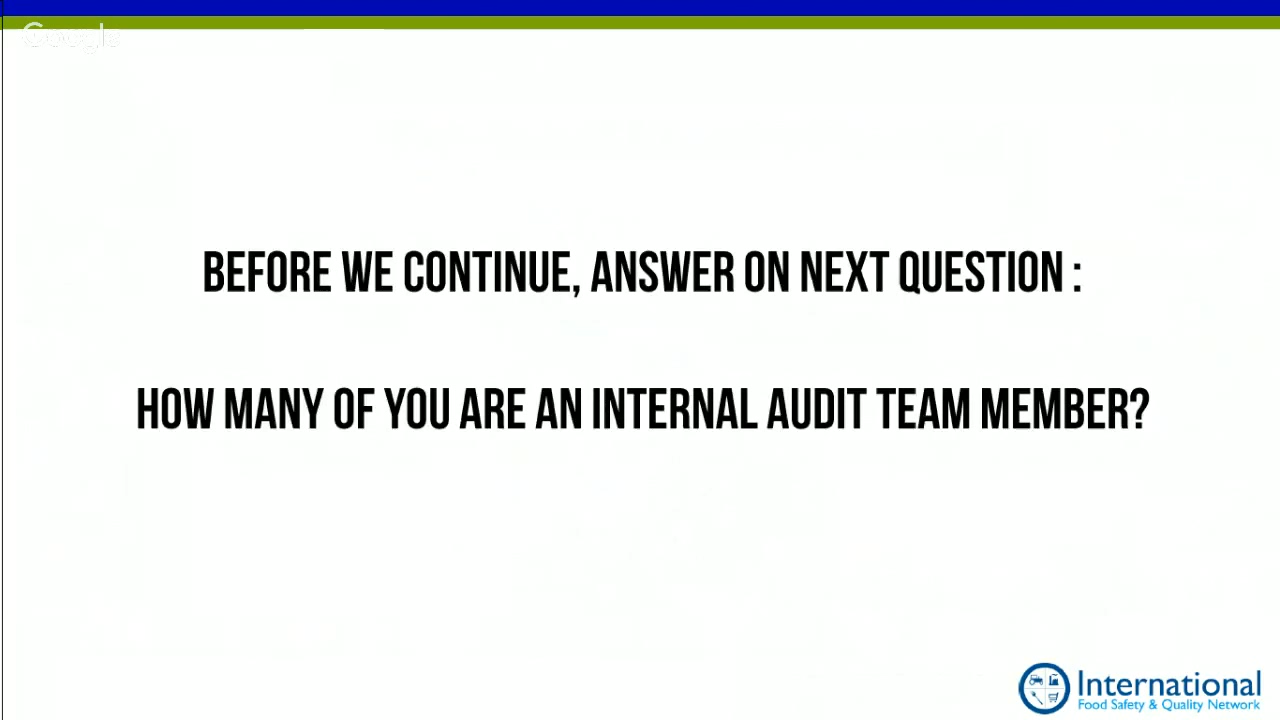 Google
BEFORE WE CONTINUE, ANSWER ON NEXT QUESTION :
HOW MANY OF YOU ARE AN INTERNAL AUDIT TEAM MEMBER?
International
Food Safety & Quality Network